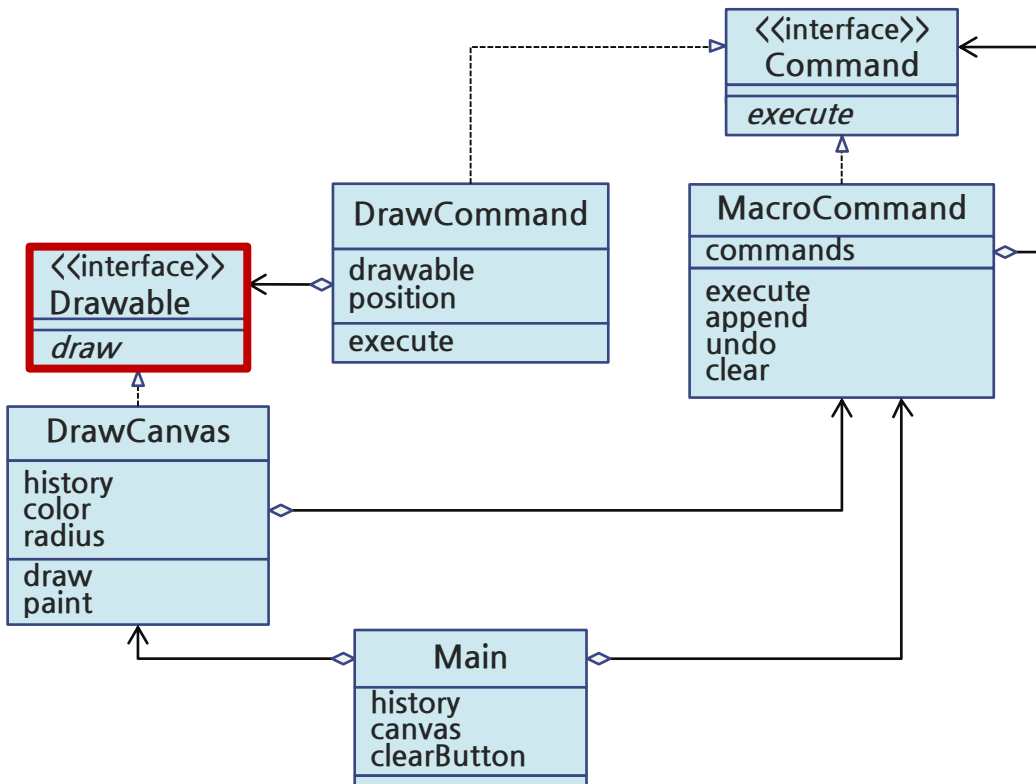 <<interface>>
Command
execute
DrawCommand
drawable
position
execute
MacroCommand
commands
execute
append
undo
clear
<<interface>>
Drawable
draw
DrawCanvas
history
color
radius
draw
paint
Main
history
canvas
clearButton